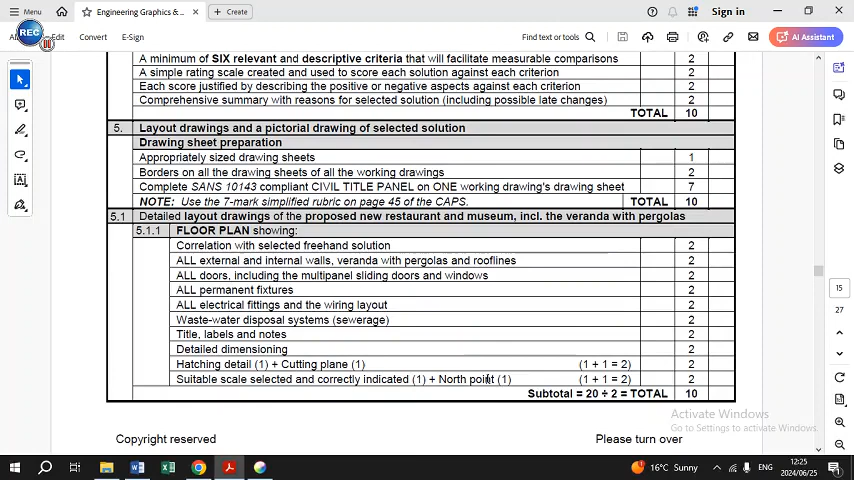 Menu
Engineering Graphics &...
Create
Sign in
REC
Edit
Convert
E-Sign
Find text or tools
AI Assistant
A minimum of SIX relevant and descriptive criteria that will facilitate measurable comparisons 2
A simple rating scale created and used to score each solution against each criterion 2
Each score justified by describing the positive or negative aspects against each criterion 2
Comprehensive summary with reasons for selected solution (including possible late changes) 2
TOTAL 10
5. Layout drawings and a pictorial drawing of selected solution
Drawing sheet preparation
Appropriately sized drawing sheets 1
Borders on all the drawing sheets of all the working drawings 2
Complete SANS 10143 compliant CIVIL TITLE PANEL on ONE working drawing's drawing sheet 7
NOTE: Use the 7-mark simplified rubric on page 45 of the CAPS. TOTAL 10
5.1 Detailed layout drawings of the proposed new restaurant and museum, incl. the veranda with pergolas
5.1.1 FLOOR PLAN showing:
Correlation with selected freehand solution 2
ALL external and internal walls, veranda with pergolas and rooflines 2
ALL doors, including the multipanel sliding doors and windows 2
ALL permanent fixtures 2
ALL electrical fittings and the wiring layout 2
Waste-water disposal systems (sewerage) 2
Title, labels and notes 2
Detailed dimensioning 2
Hatching detail (1) + Cutting plane (1) (1 + 1 = 2) 2
Suitable scale selected and correctly indicated (1) + North point (1) (1 + 1 = 2) 2
Subtotal = 20 ÷ 2 = TOTAL 10
Copyright reserved Please turn over
Activate Windows
Go to Settings to activate Windows.
15
27
16°C Sunny
ENG
12:25
2024/06/25